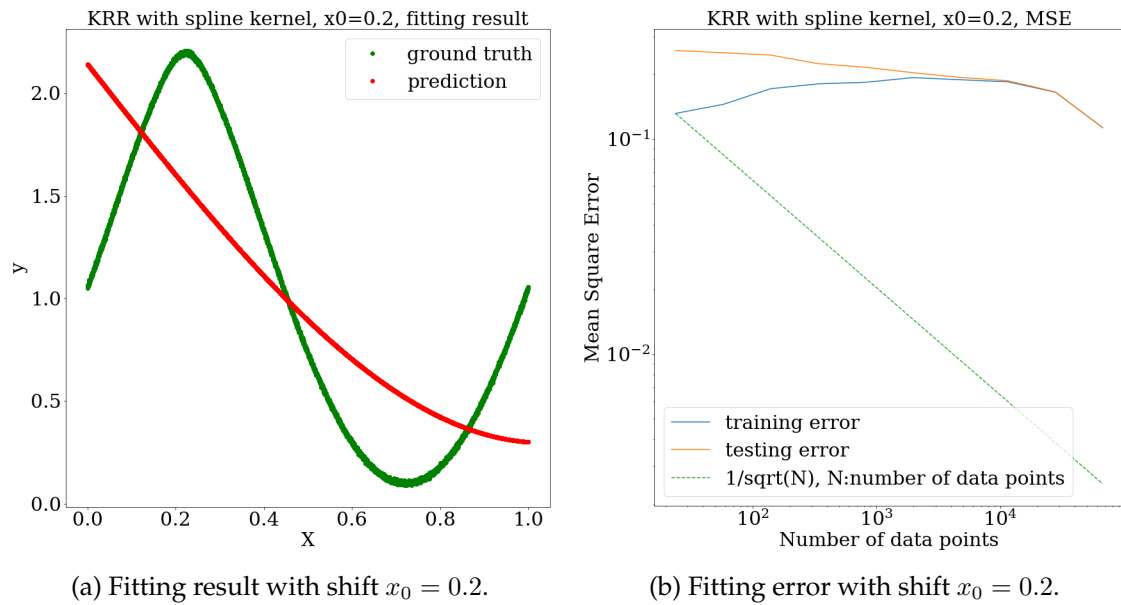 KRR with spline kernel, x0=0.2, fitting result
ground truth
prediction
2.0
1.5
1.0
0.5
0.0
y
0.0 0.2 0.4 0.6 0.8 1.0
X
(a) Fitting result with shift x₀ = 0.2.
KRR with spline kernel, x0=0.2, MSE
10⁻¹
10⁻²
Mean Square Error
training error
testing error
1/sqrt(N), N:number of data points
10² 10³ 10⁴
Number of data points
(b) Fitting error with shift x₀ = 0.2.